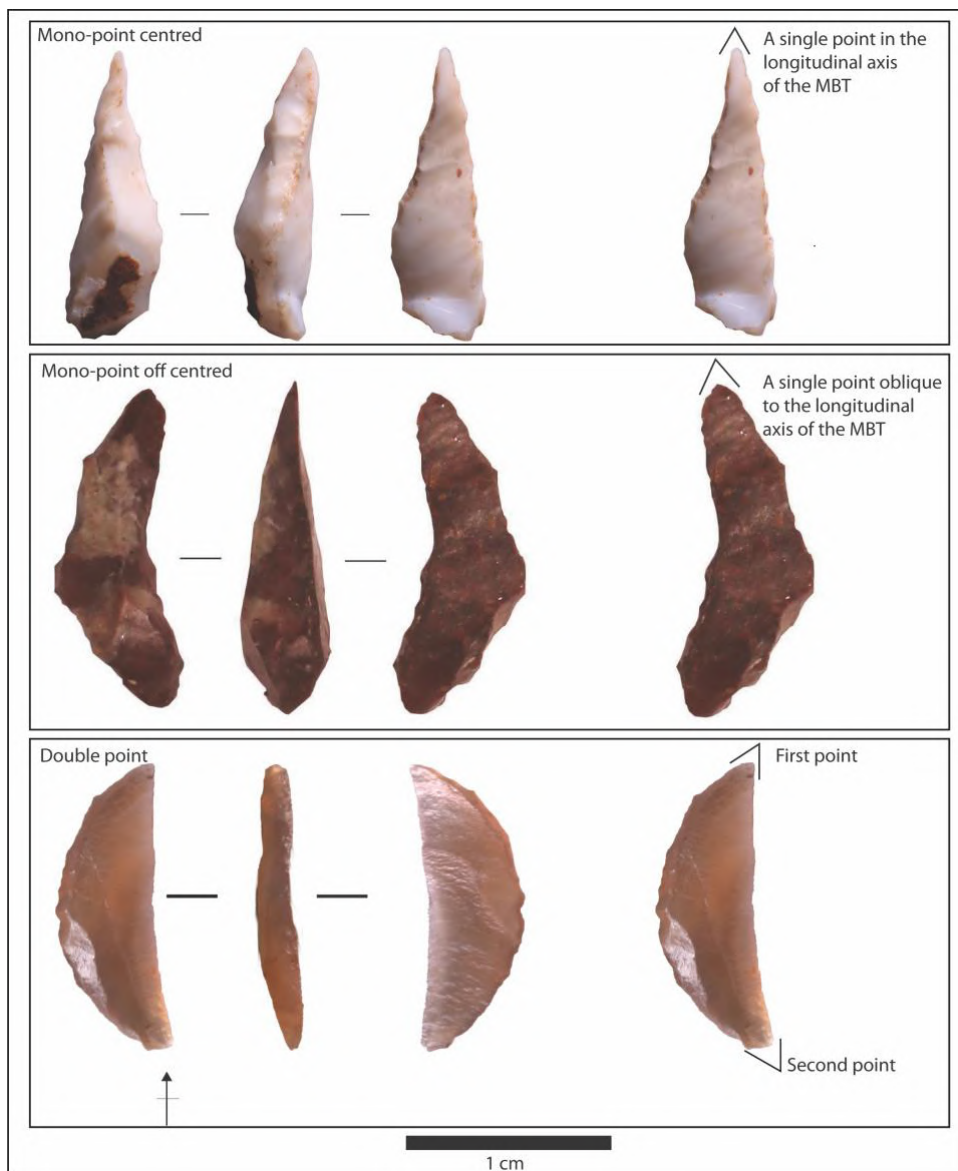 Mono-point centred
A single point in the
longitudinal axis
of the MBT
Mono-point off centred
A single point oblique
to the longitudinal
axis of the MBT
Double point
First point
Second point
1 cm